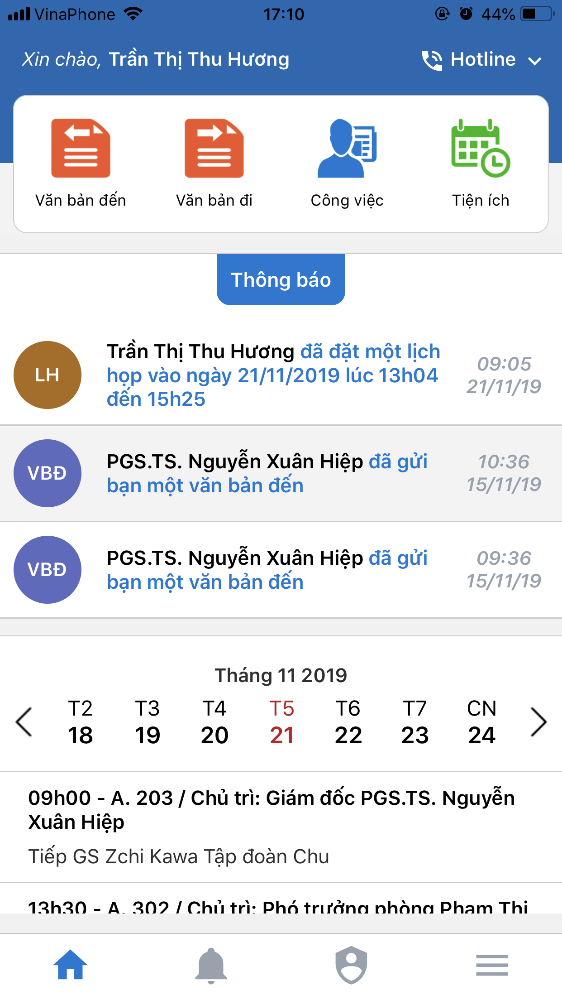 VinaPhone 17:10 44%
Xin chào, Trần Thị Thu Hương Hotline
Văn bản đến Văn bản đi Công việc Tiện ích
Thông báo
LH
Trần Thị Thu Hương đã đặt một lịch
họp vào ngày 21/11/2019 lúc 13h04
đến 15h25
09:05
21/11/19
VBĐ
PGS.TS. Nguyễn Xuân Hiệp đã gửi
bạn một văn bản đến
10:36
15/11/19
VBĐ
PGS.TS. Nguyễn Xuân Hiệp đã gửi
bạn một văn bản đến
09:36
15/11/19
Tháng 11 2019
T2 T3 T4 T5 T6 T7 CN
18 19 20 21 22 23 24
09h00 - A. 203 / Chủ trì: Giám đốc PGS.TS. Nguyễn
Xuân Hiệp
Tiếp GS Zchi Kawa Tập đoàn Chu
13h30 - A. 302 / Chủ trì: Phó trưởng phòng Phạm Thị